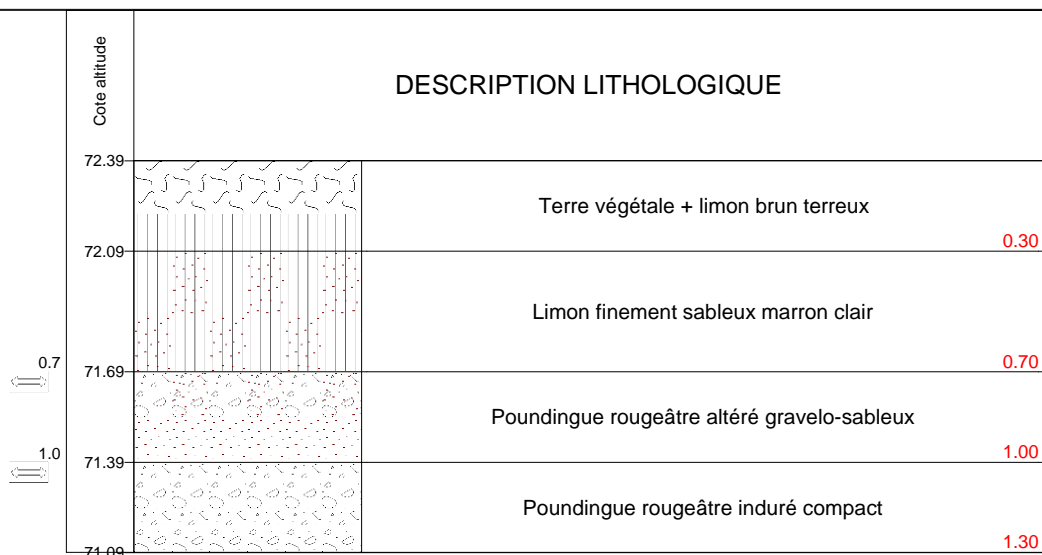 Cote altitude
DESCRIPTION LITHOLOGIQUE
72.39
Terre végétale + limon brun terreux
0.30
72.09
Limon finement sableux marron clair
0.7
0.70
71.69
Poundingue rougeâtre altéré gravelo-sableux
1.0
1.00
71.39
Poundingue rougeâtre induré compact
1.30
71.09